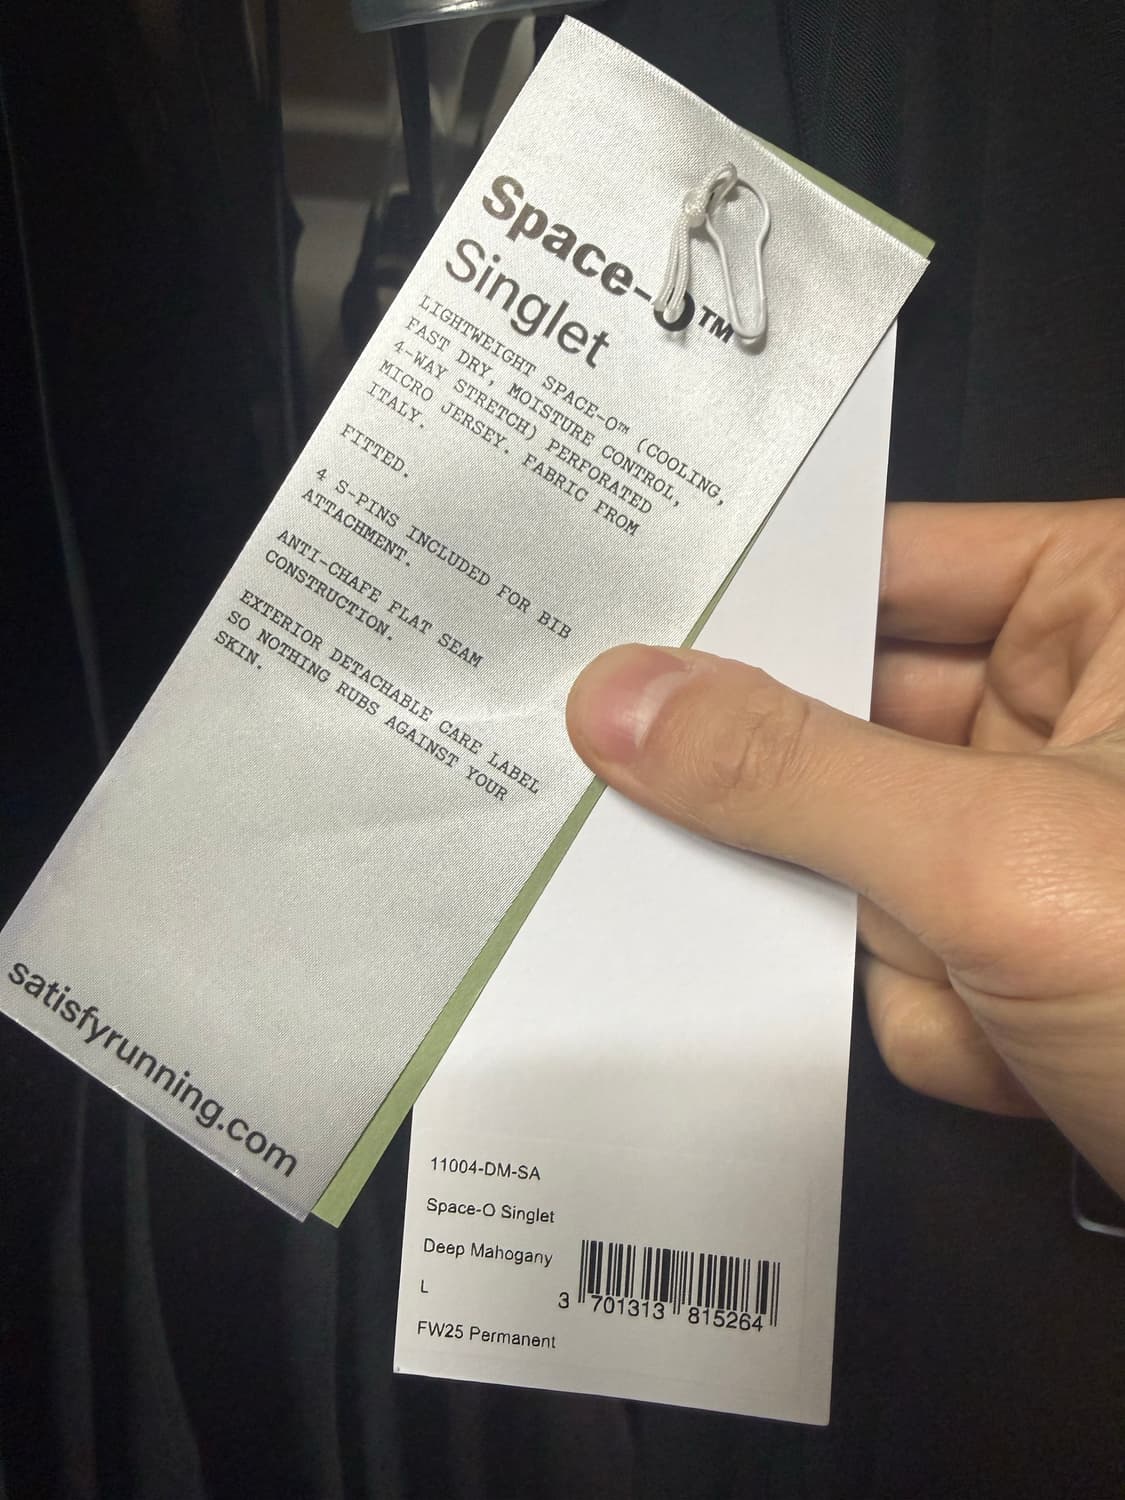 Space-O™
Singlet
LIGHTWEIGHT SPACE-O™ (COOLING,
FAST DRY, MOISTURE CONTROL,
4-WAY STRETCH) PERFORATED
MICRO JERSEY. FABRIC FROM
ITALY.
FITTED.
4 S-PINS INCLUDED FOR BIB
ATTACHMENT.
ANTI-CHAFE FLAT SEAM
CONSTRUCTION.
EXTERIOR DETACHABLE CARE LABEL
SO NOTHING RUBS AGAINST YOUR
SKIN.
satisfyrunning.com
11004-DM-SA
Space-O Singlet
Deep Mahogany
L
3 701313 815264
FW25 Permanent